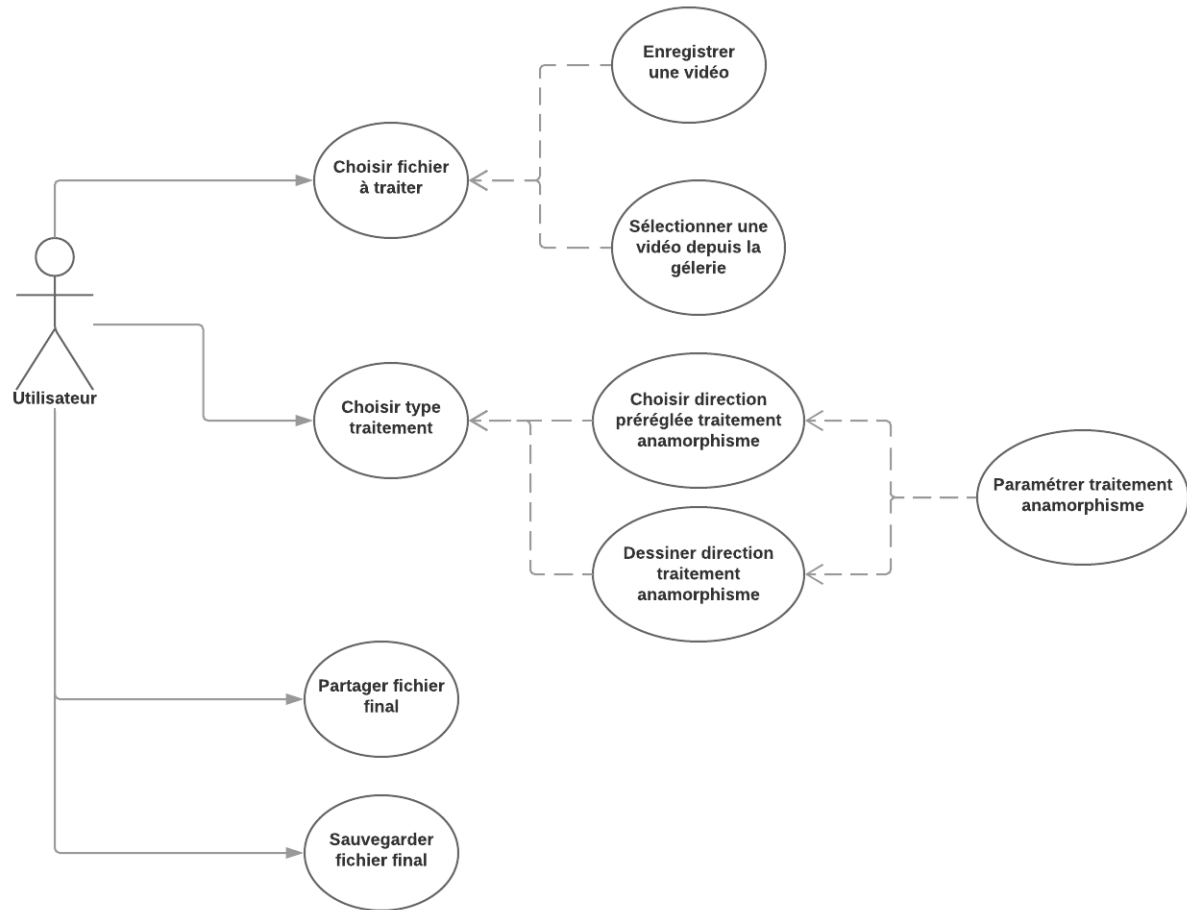 Enregistrer
une vidéo
Choisir fichier
à traiter
Sélectionner une
vidéo depuis la
gélerie
Utilisateur
Choisir type
traitement
Choisir direction
préréglée traitement
anamorphisme
Paramétrer traitement
anamorphisme
Dessiner direction
traitement
anamorphisme
Partager fichier
final
Sauvegarder
fichier final